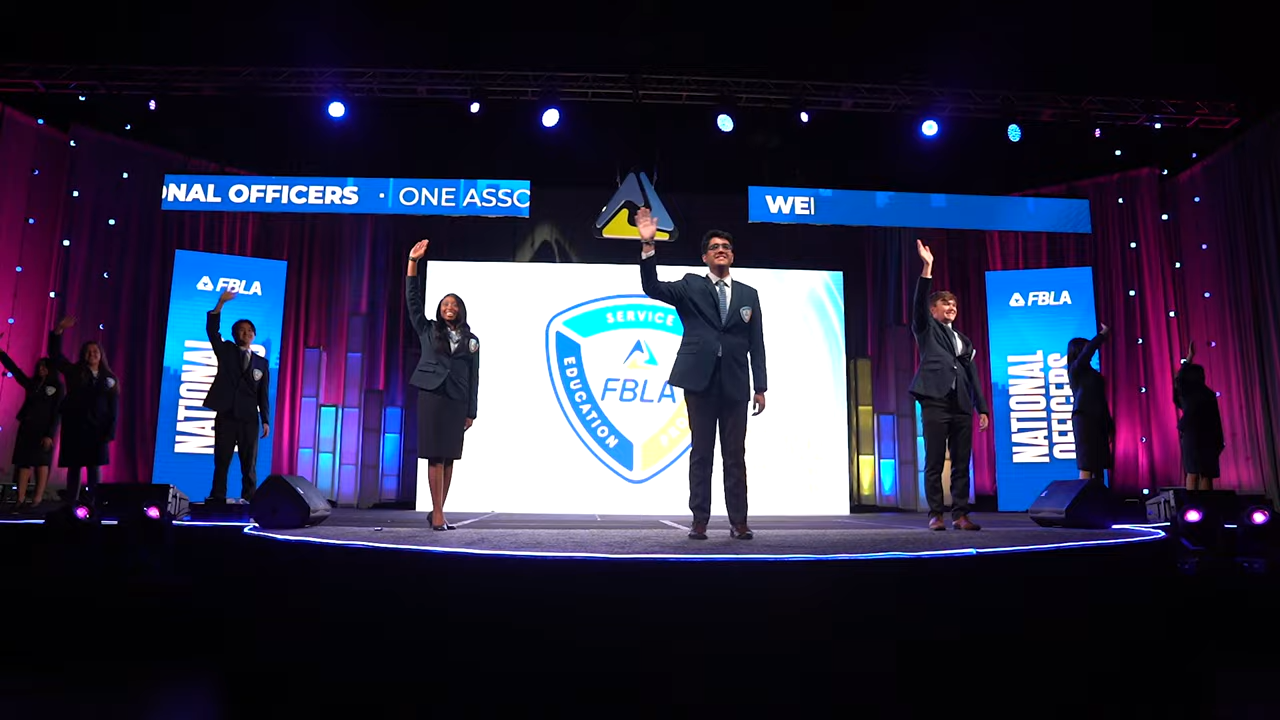 ONAL OFFICERS · ONE ASSO
WE
FBLA
NATIONAL
SERVICE
EDUCATION
FBLA
FBLA
NATIONAL
OFFICERS